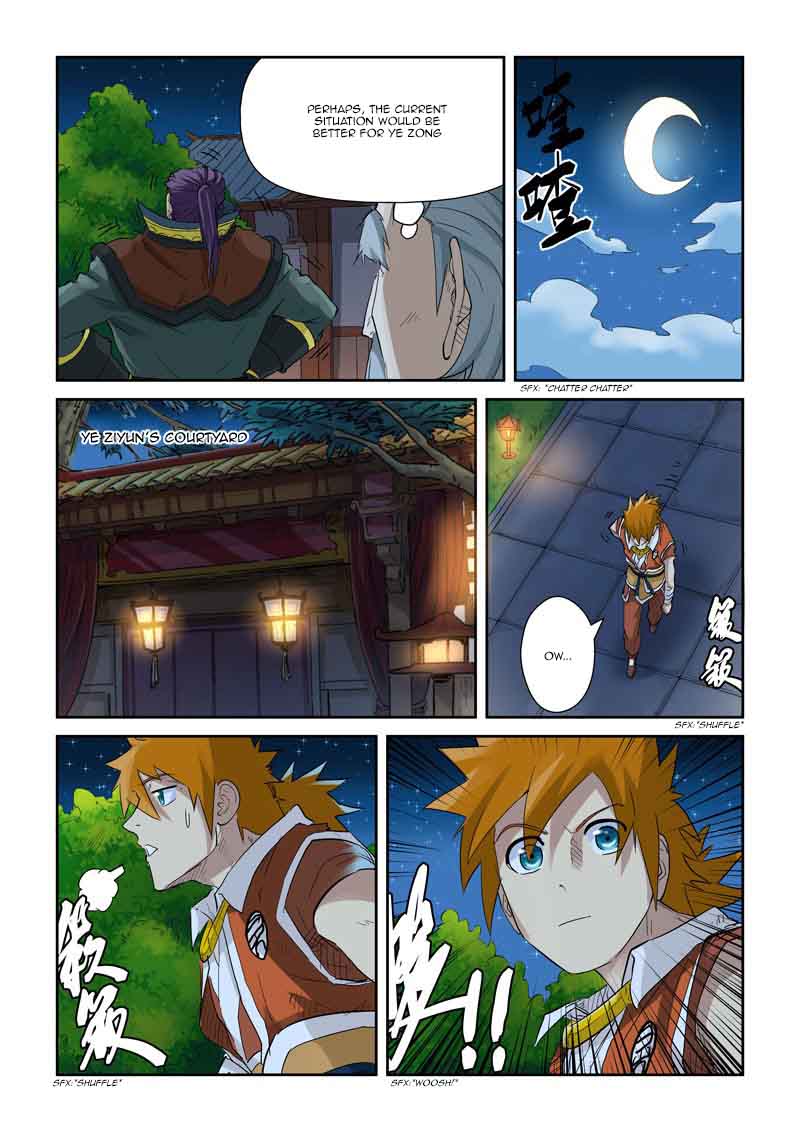 PERHAPS, THE CURRENT
SITUATION WOULD BE
BETTER FOR YE ZONG
喳
喳
SFX: "CHATTER CHATTER"
YE ZIYUN'S COURTYARD
OW...
SFX:"SHUFFLE"
SFX:"SHUFFLE"
!!
SFX:"WOOSH!"